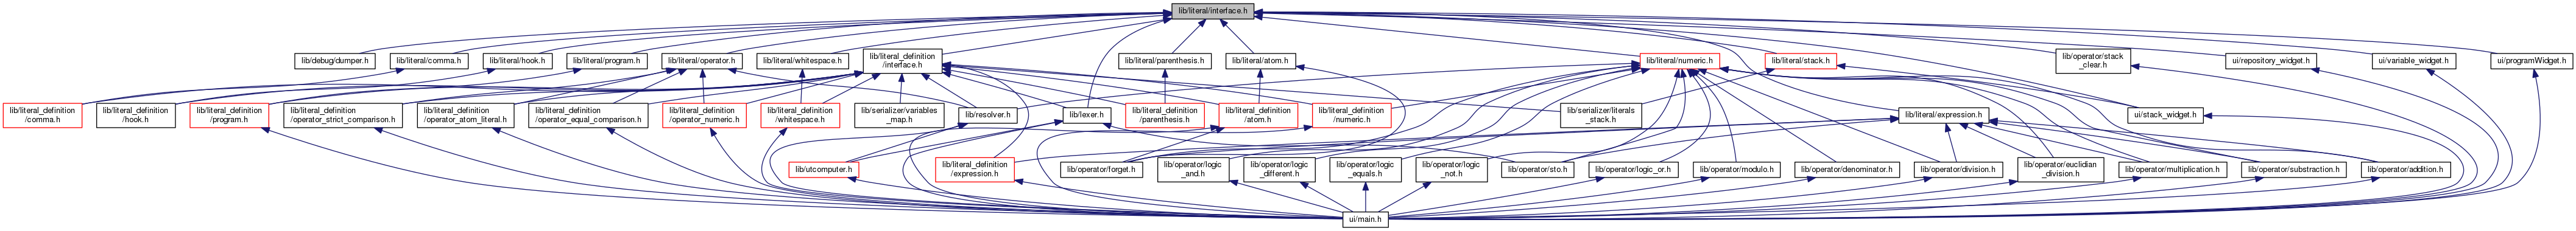 lib/literal/interface.h
lib/debug/dumper.h
lib/literal/comma.h
lib/literal/hook.h
lib/literal/program.h
lib/literal/operator.h
lib/literal/whitespace.h
lib/literal_definition
/interface.h
lib/literal/parenthesis.h
lib/literal/atom.h
lib/literal/numeric.h
lib/literal/stack.h
lib/operator/stack
_clear.h
ui/repository_widget.h
ui/variable_widget.h
ui/programWidget.h
lib/literal_definition
/comma.h
lib/literal_definition
/hook.h
lib/literal_definition
/program.h
lib/literal_definition
/operator_strict_comparison.h
lib/literal_definition
/operator_atom_literal.h
lib/literal_definition
/operator_equal_comparison.h
lib/literal_definition
/operator_numeric.h
lib/literal_definition
/whitespace.h
lib/serializer/variables
_map.h
lib/resolver.h
lib/lexer.h
lib/literal_definition
/parenthesis.h
lib/literal_definition
/atom.h
lib/literal_definition
/numeric.h
lib/serializer/literals
_stack.h
lib/literal/expression.h
ui/stack_widget.h
lib/utcomputer.h
lib/literal_definition
/expression.h
lib/operator/forget.h
lib/operator/logic
_and.h
lib/operator/logic
_different.h
lib/operator/logic
_equals.h
lib/operator/logic
_not.h
lib/operator/sto.h
lib/operator/logic_or.h
lib/operator/modulo.h
lib/operator/denominator.h
lib/operator/division.h
lib/operator/euclidian
_division.h
lib/operator/multiplication.h
lib/operator/substraction.h
lib/operator/addition.h
ui/main.h